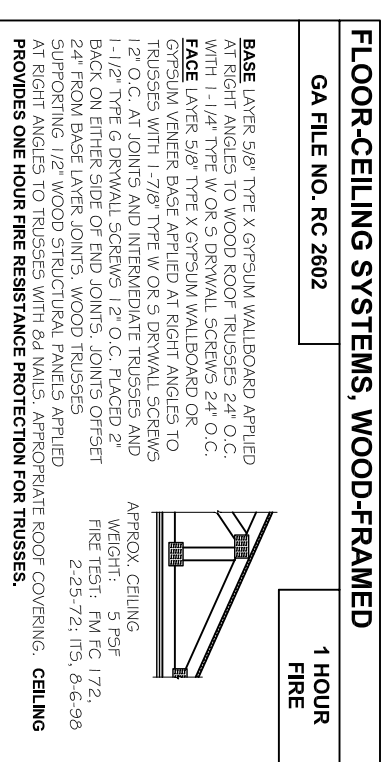 FLOOR-CEILING SYSTEMS, WOOD-FRAMED
GA FILE NO. RC 2602
1 HOUR
FIRE
BASE LAYER 5/8" TYPE X GYPSUM WALLBOARD APPLIED
AT RIGHT ANGLES TO WOOD ROOF TRUSSES 24" O.C.
WITH 1-1/4" TYPE W OR S DRYWALL SCREWS 24" O.C.
FACE LAYER 5/8" TYPE X GYPSUM WALLBOARD OR
GYPSUM VENEER BASE APPLIED AT RIGHT ANGLES TO
TRUSSES WITH 1-7/8" TYPE W OR S DRYWALL SCREWS
12" O.C. AT JOINTS AND INTERMEDIATE TRUSSES AND
1-1/2" TYPE G DRYWALL SCREWS 12" O.C. PLACED 2"
BACK ON EITHER SIDE OF END JOINTS. JOINTS OFFSET
24" FROM BASE LAYER JOINTS. WOOD TRUSSES
SUPPORTING 1/2" WOOD STRUCTURAL PANELS APPLIED
AT RIGHT ANGLES TO TRUSSES WITH 8d NAILS. APPROPRIATE ROOF COVERING. CEILING
PROVIDES ONE HOUR FIRE RESISTANCE PROTECTION FOR TRUSSES.
APPROX. CEILING
WEIGHT: 5 PSF
FIRE TEST: FM FC 172,
2-25-72; ITS, 8-6-98